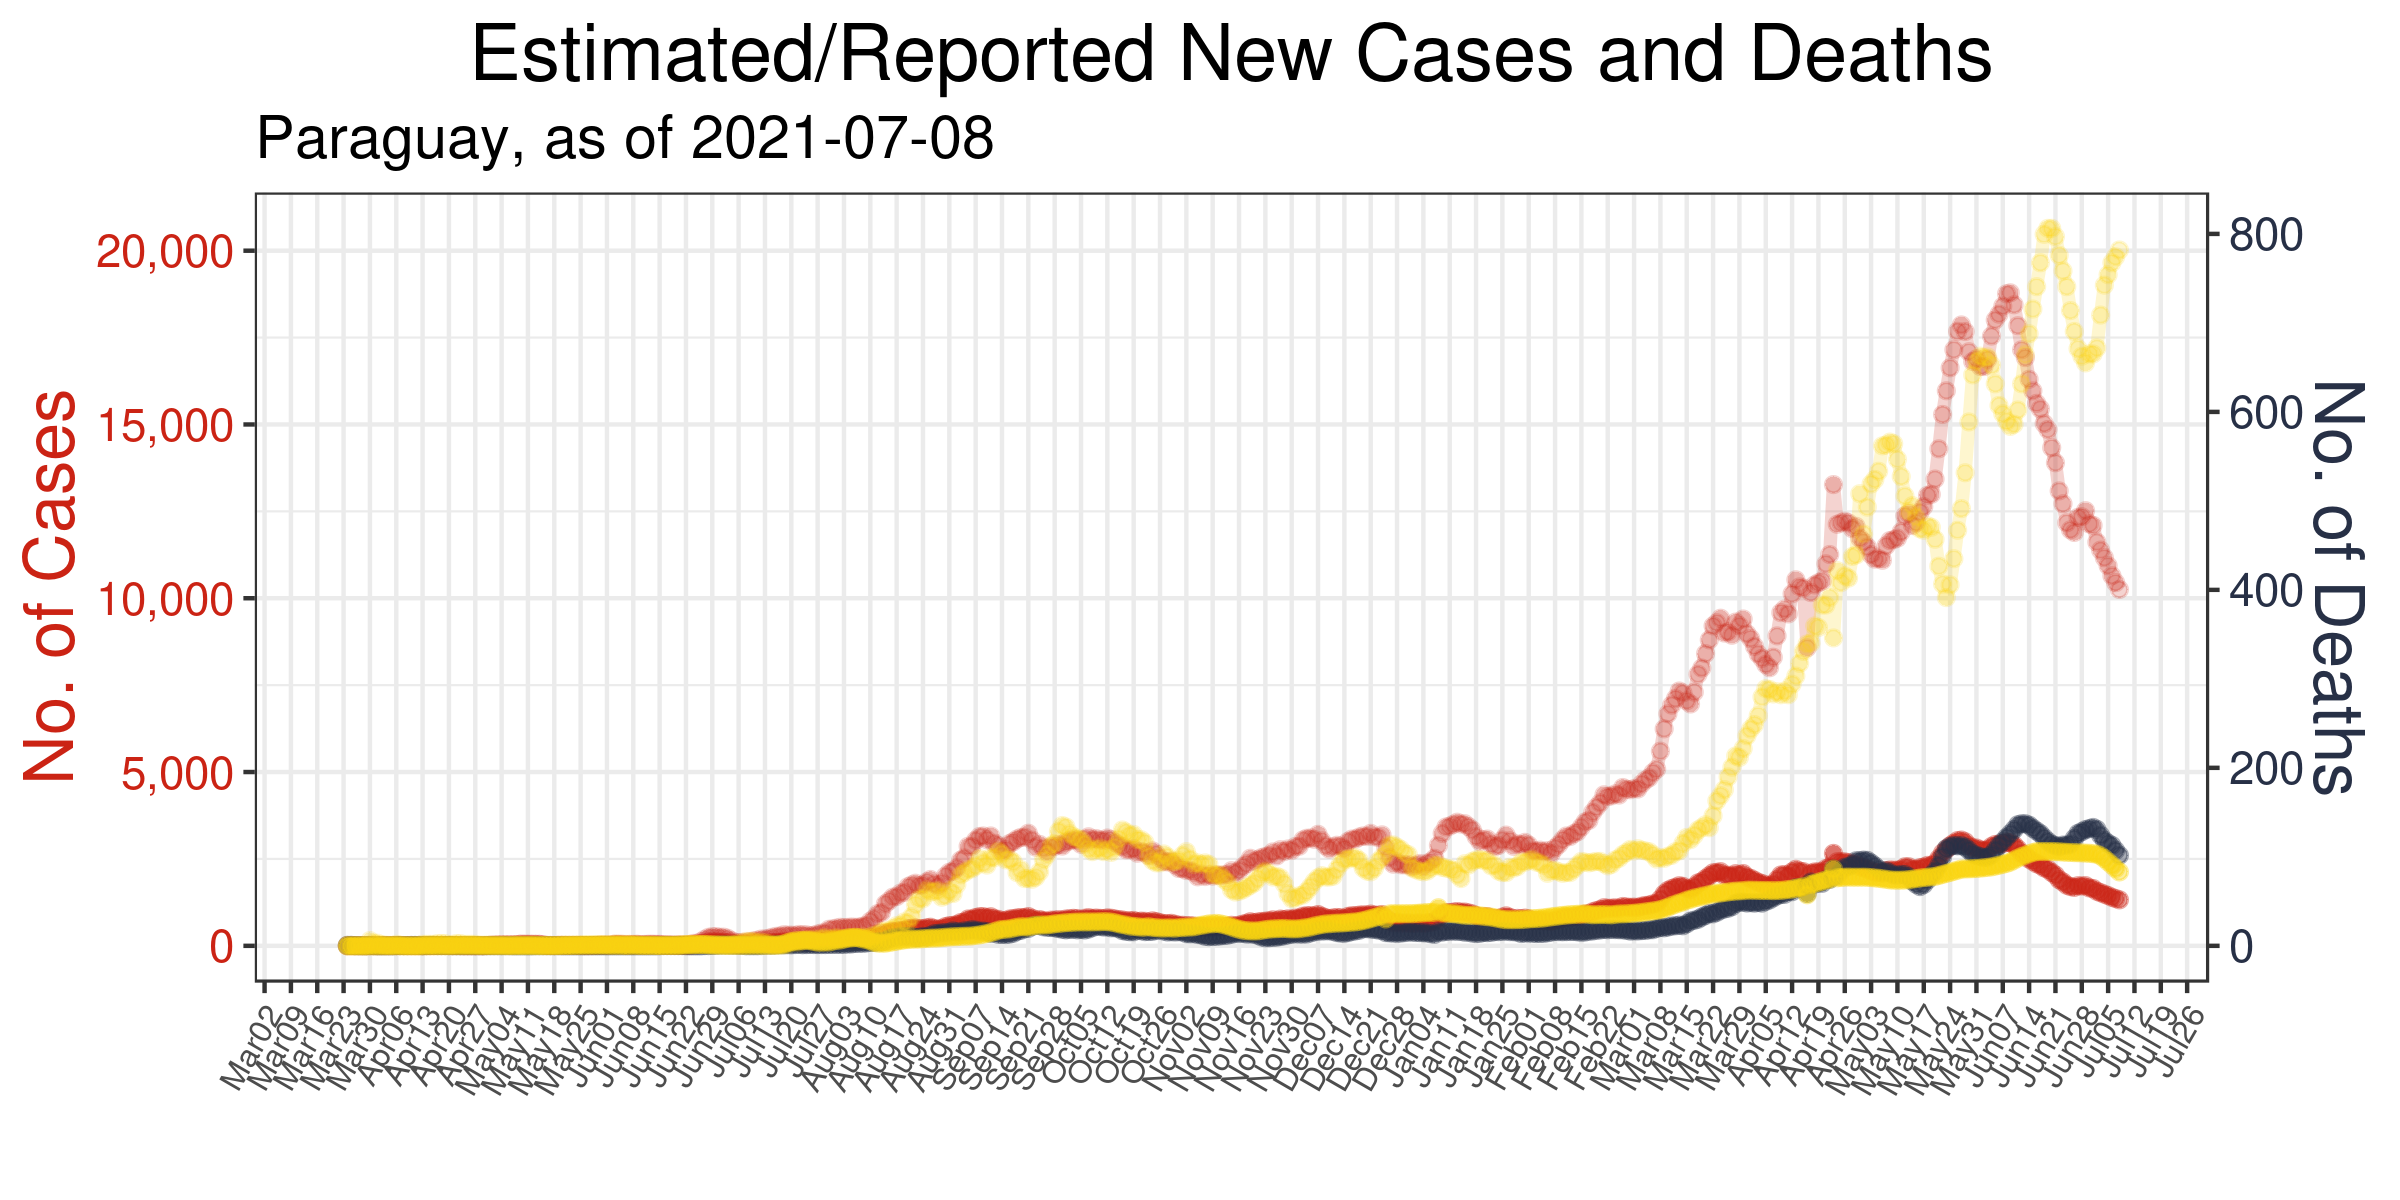 Estimated/Reported New Cases and Deaths
Paraguay, as of 2021-07-08
No. of Cases
20,000
15,000
10,000
5,000
0
800
600
400
200
0
No. of Deaths
Mar02
Mar09
Mar16
Mar23
Mar30
Apr06
Apr13
Apr20
Apr27
May04
May11
May18
May25
Jun01
Jun08
Jun15
Jun22
Jun29
Jul06
Jul13
Jul20
Jul27
Aug03
Aug10
Aug17
Aug24
Aug31
Sep07
Sep14
Sep21
Sep28
Oct05
Oct12
Oct19
Oct26
Nov02
Nov09
Nov16
Nov23
Nov30
Dec07
Dec14
Dec21
Dec28
Jan04
Jan11
Jan18
Jan25
Feb01
Feb08
Feb15
Feb22
Mar01
Mar08
Mar15
Mar22
Mar29
Apr05
Apr12
Apr19
Apr26
May03
May10
May17
May24
May31
Jun07
Jun14
Jun21
Jun28
Jul05
Jul12
Jul19
Jul26